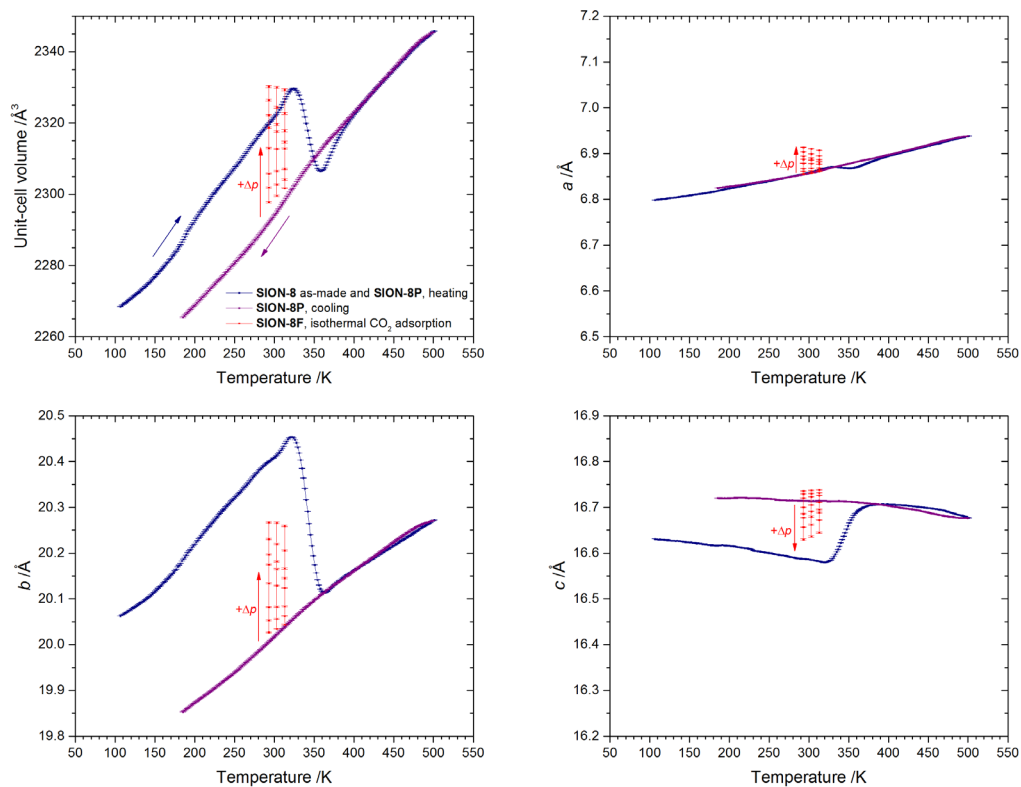 2340
2320
2300
2280
2260
Unit-cell volume /Å³
+Δp
SION-8 as-made and SION-8P, heating
SION-8P, cooling
SION-8F, isothermal CO₂ adsorption
50 100 150 200 250 300 350 400 450 500 550
Temperature /K
7.2
7.1
7.0
6.9
6.8
6.7
6.6
6.5
a /Å
+Δp
50 100 150 200 250 300 350 400 450 500 550
Temperature /K
20.5
20.4
20.3
20.2
20.1
20.0
19.9
19.8
b /Å
+Δp
50 100 150 200 250 300 350 400 450 500 550
Temperature /K
16.9
16.8
16.7
16.6
16.5
16.4
16.3
16.2
c /Å
+Δp
50 100 150 200 250 300 350 400 450 500 550
Temperature /K